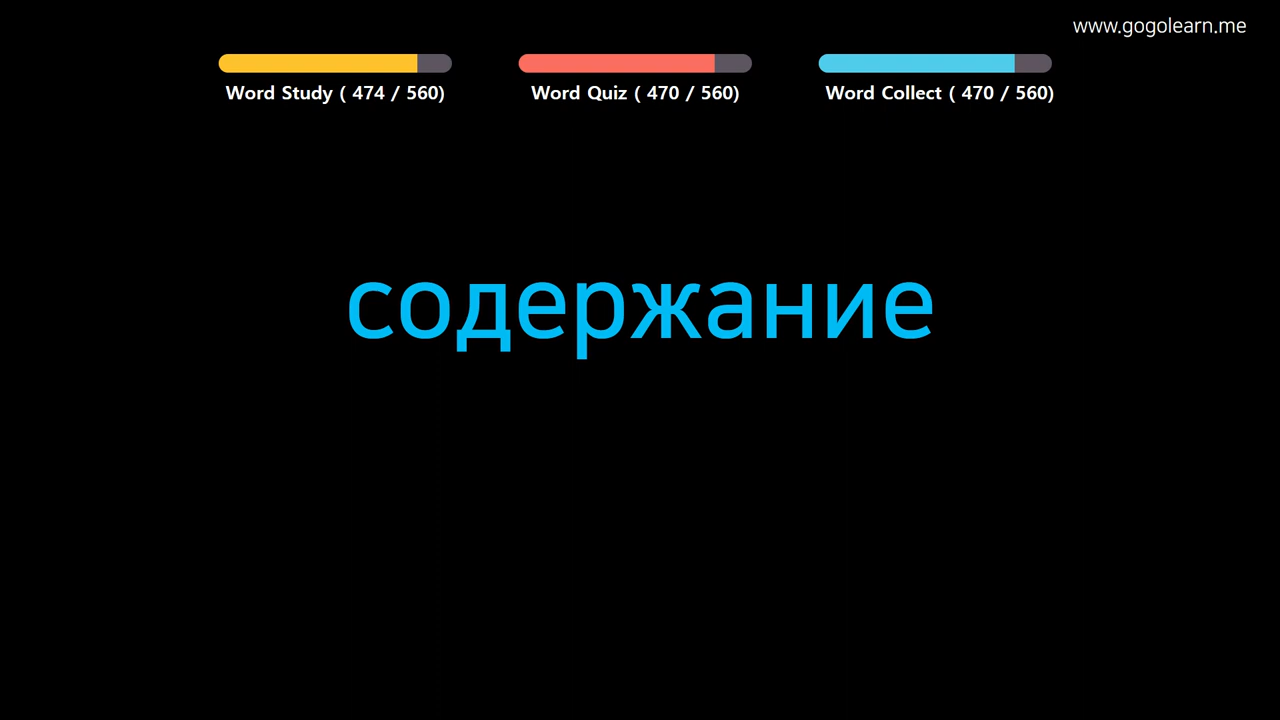 www.gogolearn.me
Word Study ( 474 / 560) Word Quiz ( 470 / 560) Word Collect ( 470 / 560)
содержание